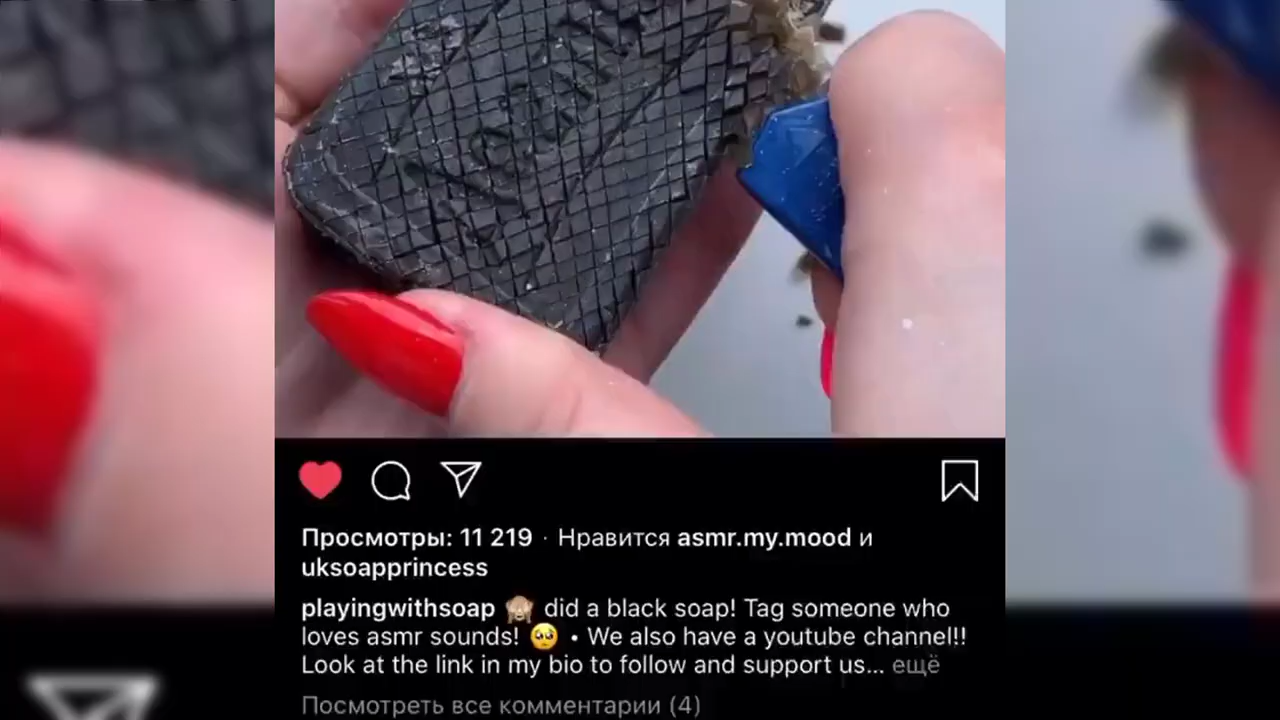 Просмотры: 11 219 · Нравится asmr.my.mood и
uksoapprincess
playingwithsoap 🙈 did a black soap! Tag someone who
loves asmr sounds! 🥺 • We also have a youtube channel!!
Look at the link in my bio to follow and support us... ещё
Посмотреть все комментарии (4)